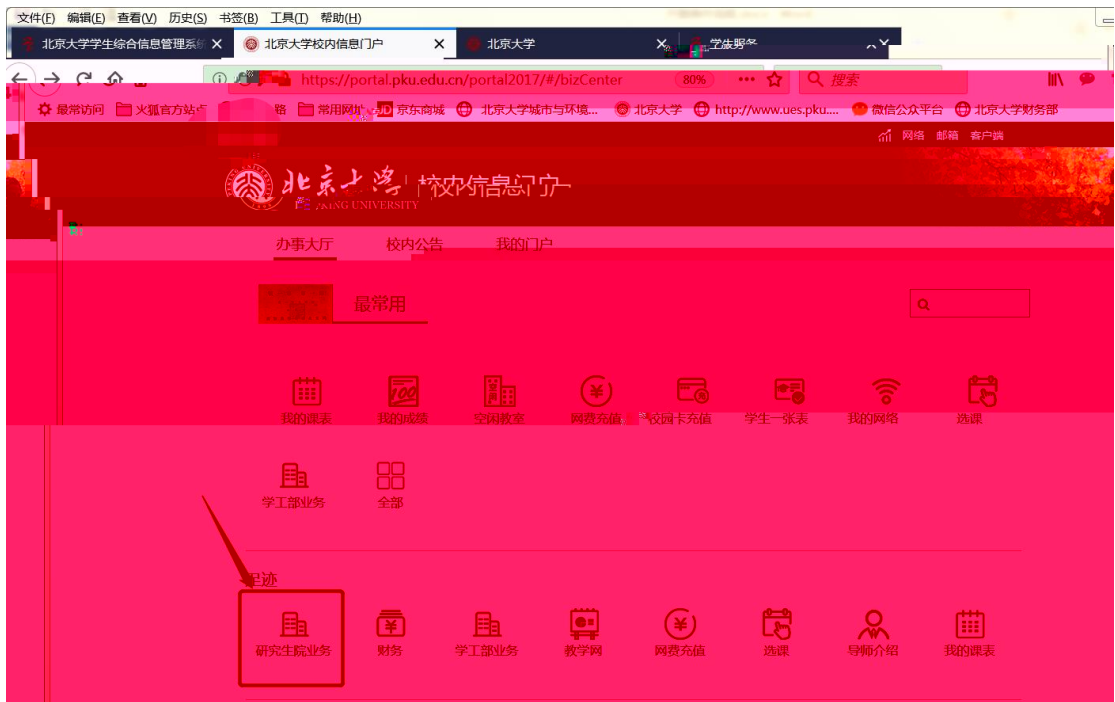 文件(F) 编辑(E) 查看(V) 历史(S) 书签(B) 工具(T) 帮助(H)
北京大学学生综合信息管理系统 × 北京大学校内信息门户 × 北京大学 × ×
https://portal.pku.edu.cn/portal2017/#/bizCenter 80% 搜索
最常访问 火狐官方站点 常用网址 JD 京东商城 北京大学城市与环境... 北京大学 http://www.ues.pku.... 微信公众平台 北京大学财务部
网络 邮箱 客户端
北京大学 校内信息门户
UNIVERSITY
办事大厅 校内公告 我的门户
最常用
我的课表 我的成绩 空闲教室 网费充值 校园卡充值 学生一张表 我的网络 选课
学工部业务 全部
足迹
研究生院业务 财务 学工部业务 教学网 网费充值 选课 导师介绍 我的课表